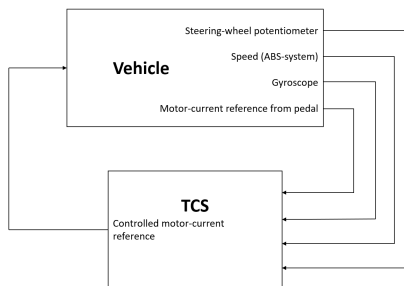 Steering-wheel potentiometer
Speed (ABS-system)
Vehicle
Gyroscope
Motor-current reference from pedal
TCS
Controlled motor-current
reference